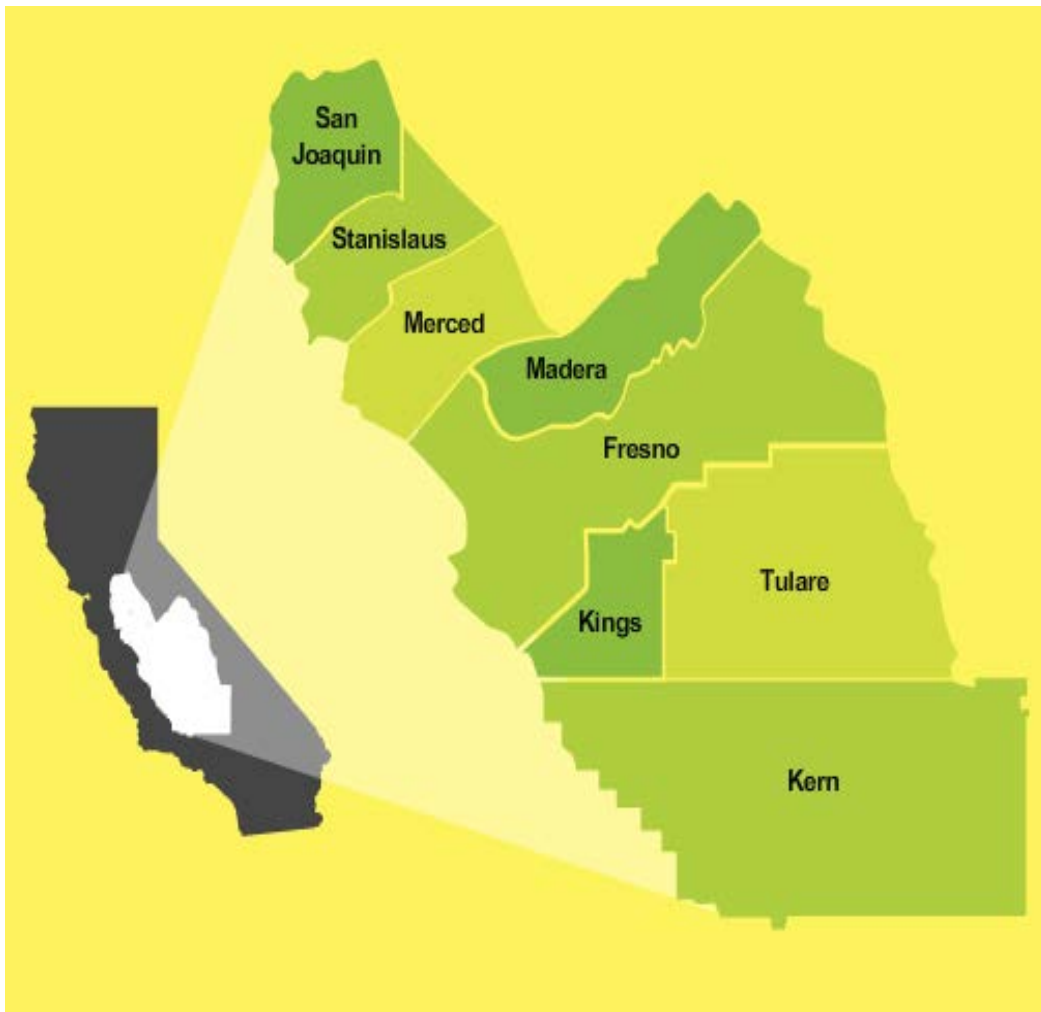 San
Joaquin
Stanislaus
Merced
Madera
Fresno
Tulare
Kings
Kern